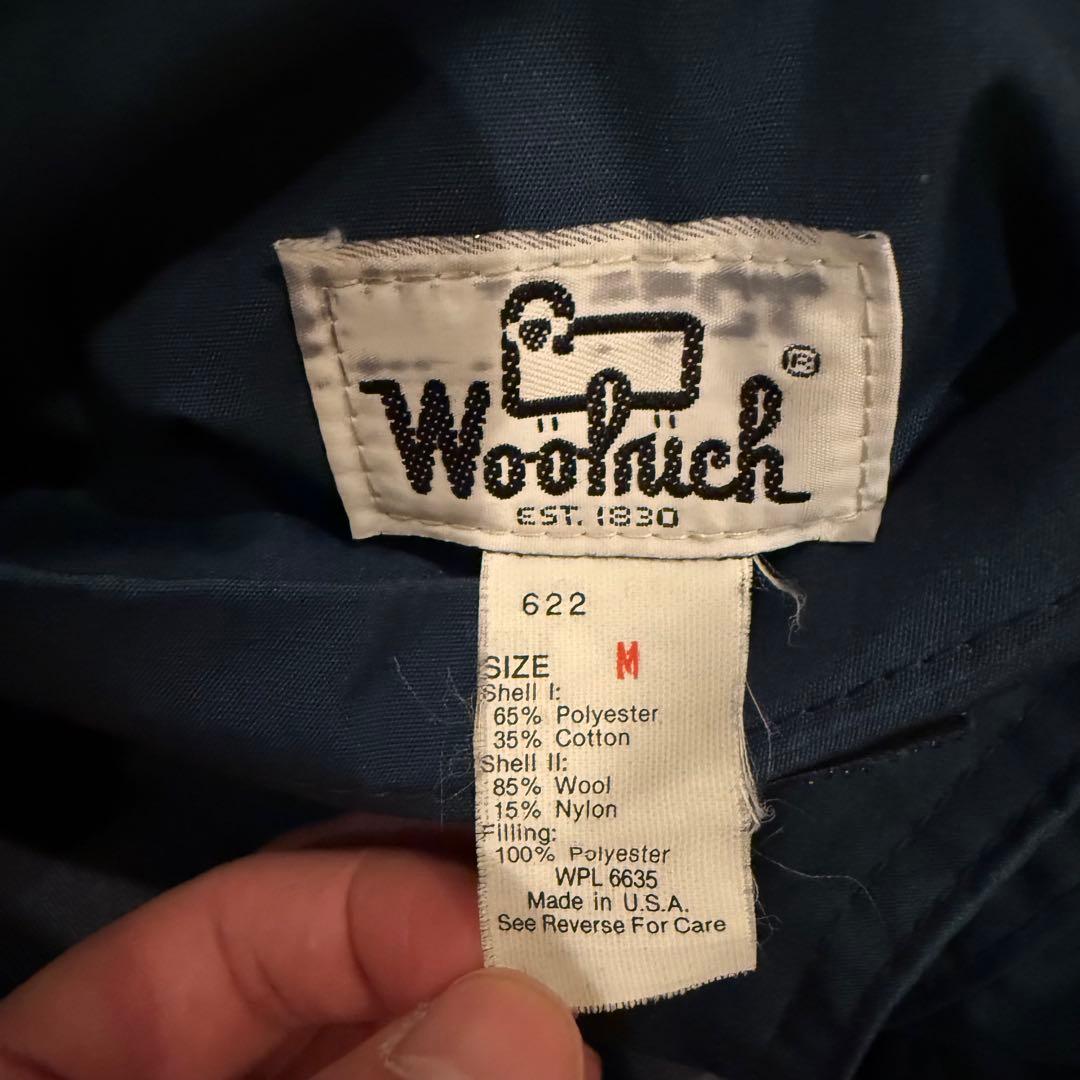 Woolrich ®
EST. 1830
622
SIZE M
Shell I:
65% Polyester
35% Cotton
Shell II:
85% Wool
15% Nylon
Filling:
100% Polyester
WPL 6635
Made in U.S.A.
See Reverse For Care